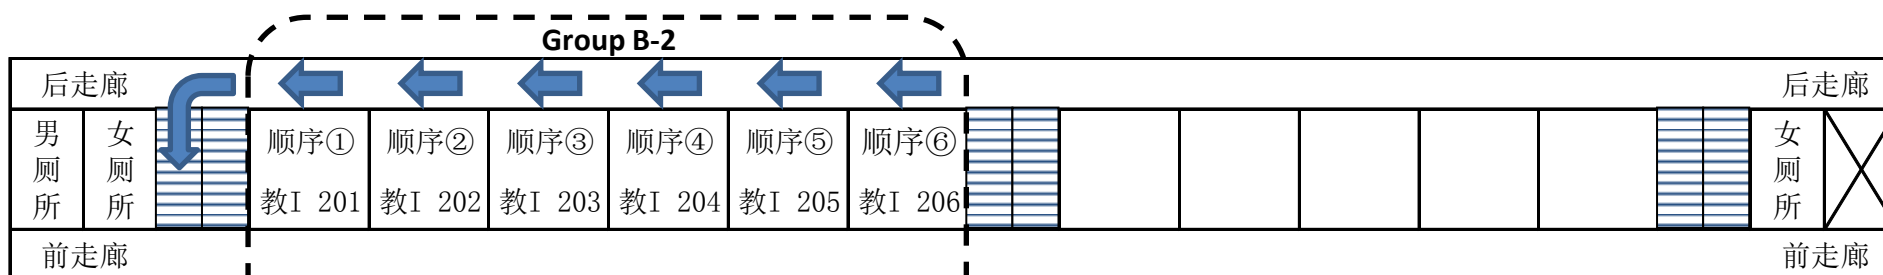 Group B-2
后走廊
后走廊
男厕所
女厕所
顺序①
教I 201
顺序②
教I 202
顺序③
教I 203
顺序④
教I 204
顺序⑤
教I 205
顺序⑥
教I 206
女厕所
前走廊
前走廊